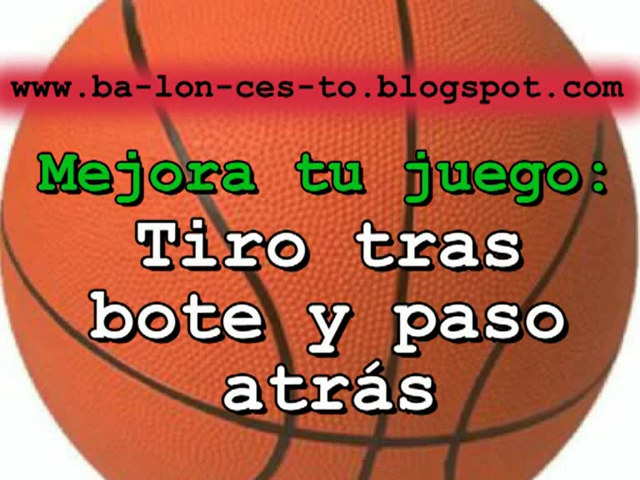 www.ba-lon-ces-to.blogspot.com
Mejora tu juego:
Tiro tras
bote y paso
atrás